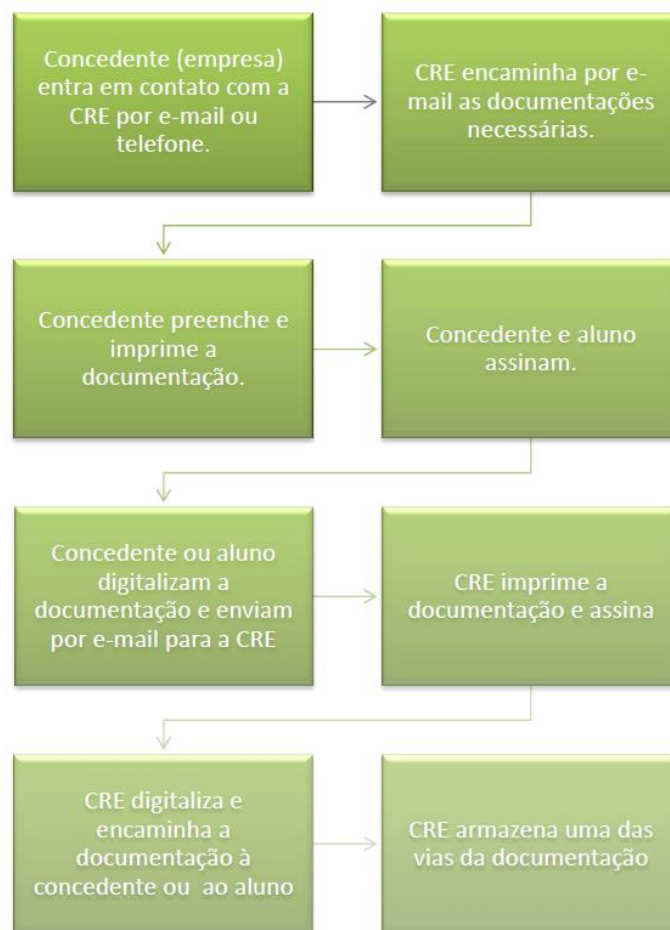 Concedente (empresa)
entra em contato com a
CRE por e-mail ou
telefone.
CRE encaminha por e-
mail as documentações
necessárias.
Concedente preenche e
imprime a
documentação.
Concedente e aluno
assinam.
Concedente ou aluno
digitalizam a
documentação e enviam
por e-mail para a CRE
CRE imprime a
documentação e assina
CRE digitaliza e
encaminha a
documentação à
concedente ou ao aluno
CRE armazena uma das
vias da documentação